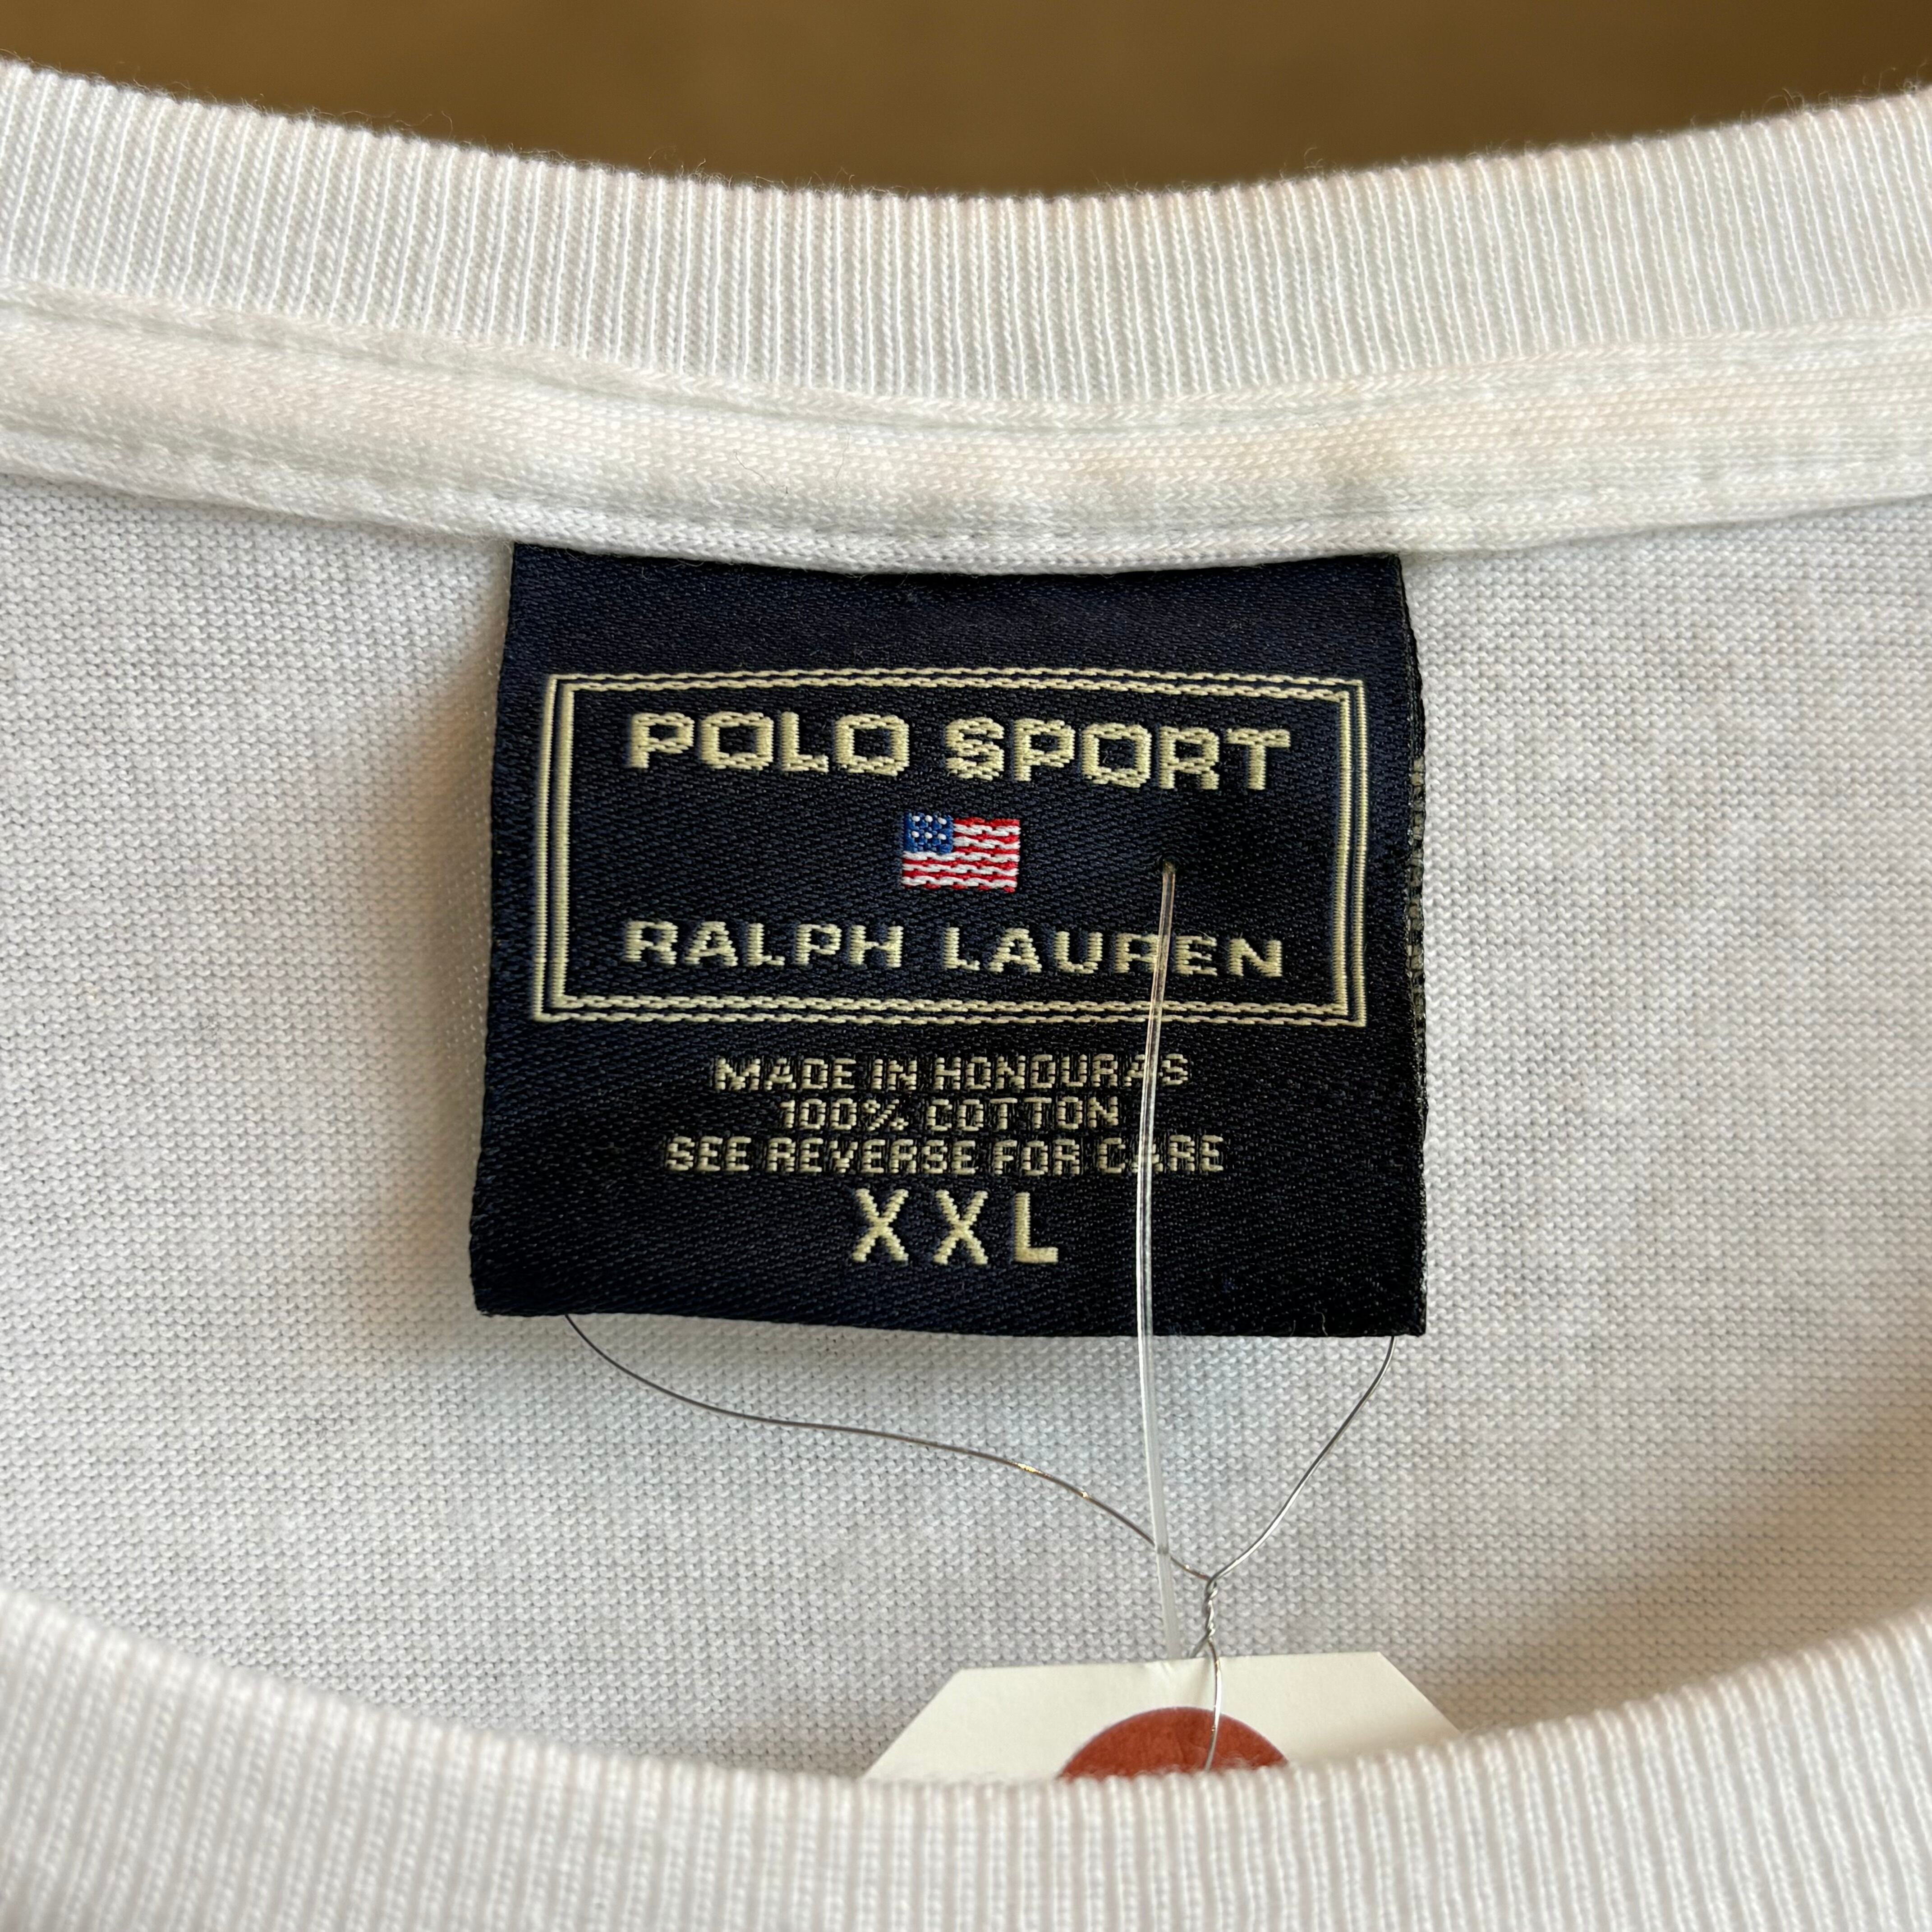 POLO SPORT
RALPH LAUREN
MADE IN HONDURAS
100% COTTON
SEE REVERSE FOR CARE
XXL